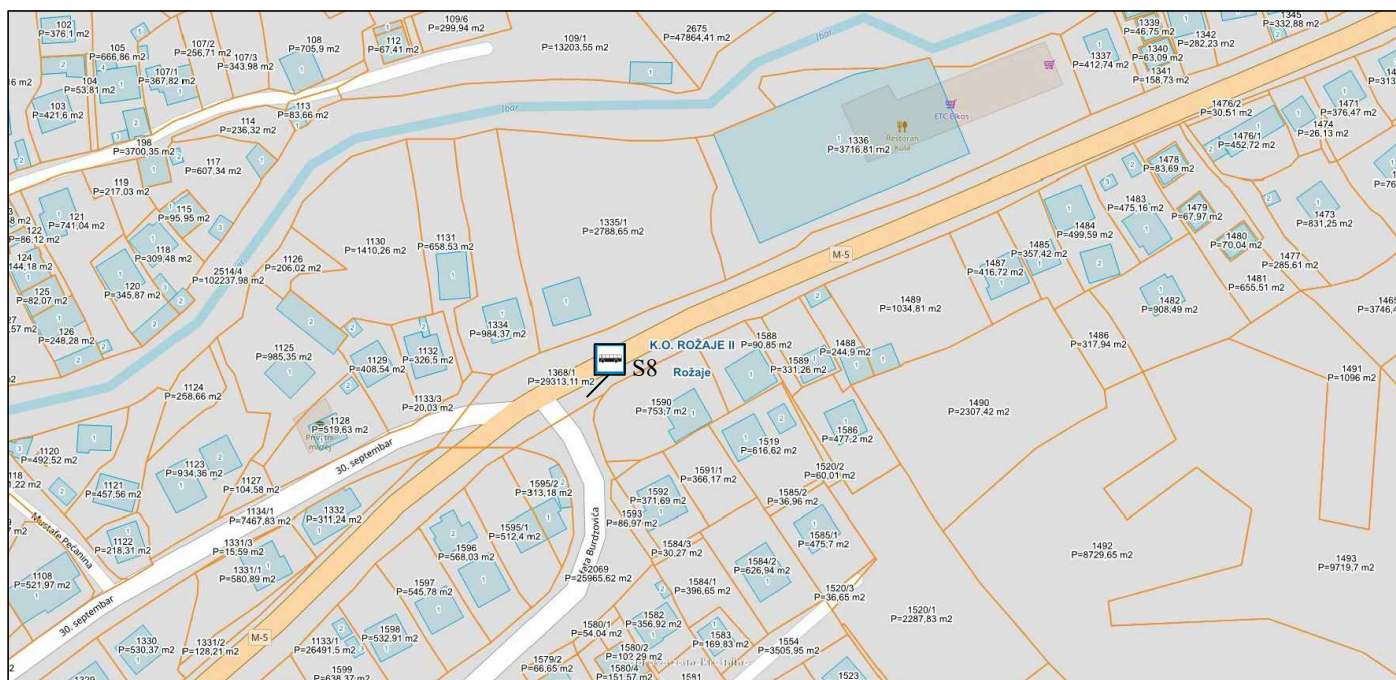 102
P=376,1 m2
105
P=666,86 m2
107/2
P=256,71 m2
107/3
P=343,98 m2
108
P=705,9 m2
112
P=67,41 m2
109/6
P=299,94 m2
109/1
P=13203,55 m2
2675
P=47864,41 m2
Ibar
1339
P=46,75 m2
1340
P=63,09 m2
1341
P=158,73 m2
1342
P=282,23 m2
1345
P=332,88 m2
1337
P=412,74 m2
104
P=53,81 m2
107/1
P=367,82 m2
103
P=421,6 m2
113
P=83,66 m2
114
P=236,32 m2
Ibar
198
P=3700,35 m2
117
P=607,34 m2
ETC Elkos
Restoran
Kula
1336
P=3716,81 m2
1476/2
P=30,51 m2
1476/1
P=452,72 m2
1474
P=26,13 m2
1471
P=376,47 m2
119
P=217,03 m2
115
P=95,95 m2
121
P=741,04 m2
122
P=86,12 m2
118
P=309,48 m2
124
P=144,18 m2
120
P=345,87 m2
125
P=82,07 m2
126
P=248,28 m2
2514/4
P=102237,98 m2
1126
P=206,02 m2
1130
P=1410,26 m2
1131
P=658,53 m2
1335/1
P=2788,65 m2
M-5
1478
P=83,69 m2
1483
P=475,16 m2
1479
P=67,97 m2
1473
P=831,25 m2
1484
P=499,59 m2
1485
P=357,42 m2
1480
P=70,04 m2
1487
P=416,72 m2
1477
P=285,61 m2
1481
P=655,51 m2
1482
P=908,49 m2
1489
P=1034,81 m2
1486
P=317,94 m2
1334
P=984,37 m2
1125
P=985,35 m2
1129
P=408,54 m2
1132
P=326,5 m2
K.O. ROŽAJE II
Rožaje
S8
1588
P=90,85 m2
1589
P=331,26 m2
1488
P=244,9 m2
1368/1
P=29313,11 m2
1124
P=258,66 m2
1133/3
P=20,03 m2
1128
P=519,63 m2
1590
P=753,7 m2
1490
P=2307,42 m2
1491
P=1096 m2
1586
P=477,2 m2
1519
P=616,62 m2
30. septembar
1120
P=492,52 m2
1123
P=934,36 m2
1127
P=104,58 m2
1121
P=457,56 m2
1595/2
P=313,18 m2
1591/1
P=366,17 m2
1520/2
P=60,01 m2
1592
P=371,69 m2
1585/2
P=36,96 m2
1593
P=86,97 m2
1134/1
P=7467,83 m2
1332
P=311,24 m2
1595/1
P=512,4 m2
Mustafe Pećanina
1122
P=218,31 m2
1331/3
P=15,59 m2
1331/1
P=580,89 m2
1596
P=568,03 m2
1584/3
P=30,27 m2
1585/1
P=475,7 m2
1492
P=8729,65 m2
1493
P=9719,7 m2
1108
P=521,97 m2
1597
P=545,78 m2
2069
P=25965,62 m2
1584/2
P=626,94 m2
1584/1
P=396,65 m2
1520/3
P=36,65 m2
1520/1
P=2287,83 m2
30. septembar
1330
P=530,37 m2
1331/2
P=128,21 m2
M-5
1133/1
P=26491,5 m2
1598
P=532,91 m2
1580/1
P=54,04 m2
1582
P=356,92 m2
1583
P=169,83 m2
1554
P=3505,95 m2
1599
P=638,37 m2
1579/2
P=66,65 m2
1580/2
P=102,29 m2
1580/4
P=151,57 m2
1581
1523
1329